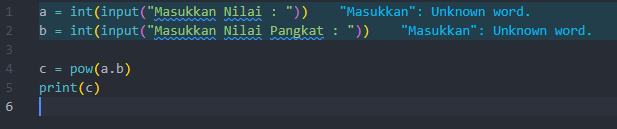 1 a = int(input("Masukkan Nilai : ")) "Masukkan": Unknown word.
2 b = int(input("Masukkan Nilai Pangkat : ")) "Masukkan": Unknown word.
3
4 c = pow(a.b)
5 print(c)
6